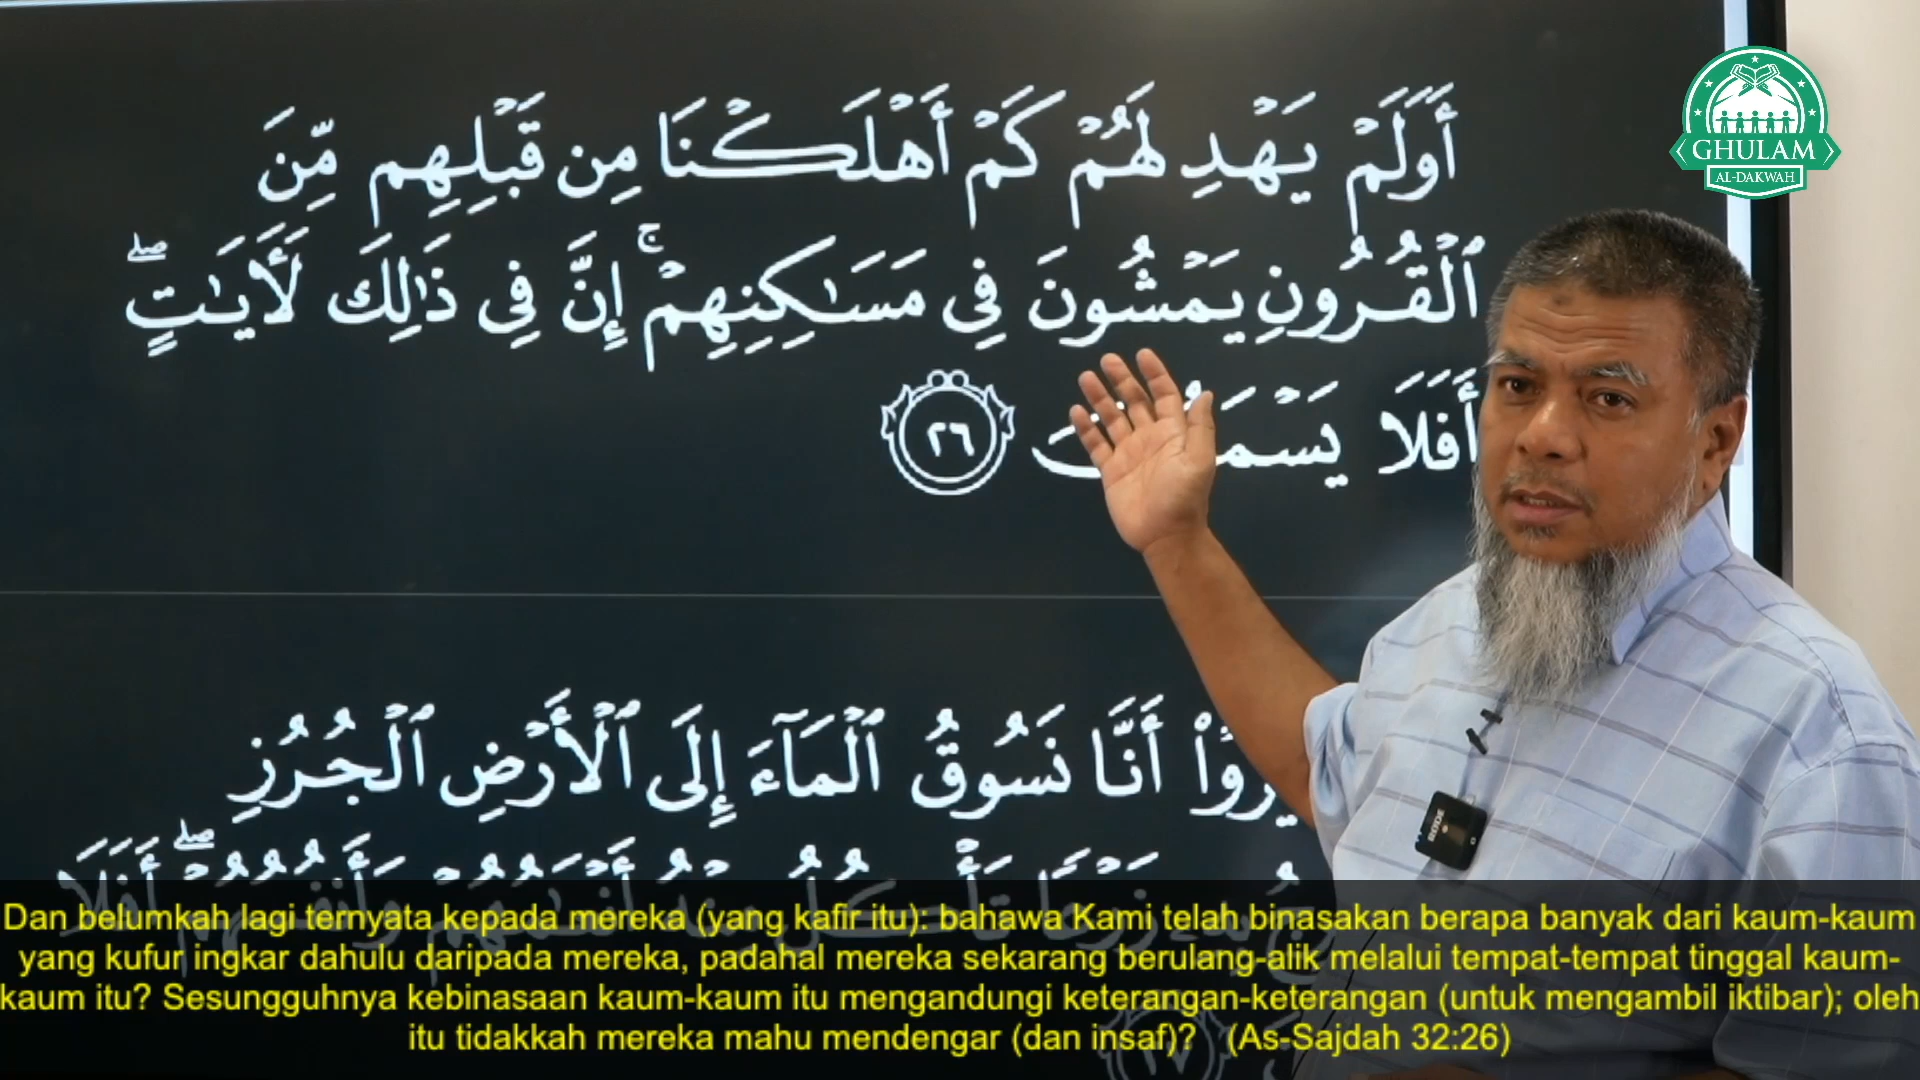 أَوَلَمْ يَهْدِ لَهُمْ كَمْ أَهْلَكْنَا مِن قَبْلِهِم مِّنَ
ٱلْقُرُونِ يَمْشُونَ فِى مَسَٰكِنِهِمْ ۚ إِنَّ فِى ذَٰلِكَ لَءَايَٰتٍ ۖ
أَفَلَا
٢٦
أَنَّا نَسُوقُ ٱلْمَآءَ إِلَى ٱلْأَرْضِ ٱلْجُرُزِ
GHULAM
AL-DAKWAH
RODE
Dan belumkah lagi ternyata kepada mereka (yang kafir itu): bahawa Kami telah binasakan berapa banyak dari kaum-kaum
yang kufur ingkar dahulu daripada mereka, padahal mereka sekarang berulang-alik melalui tempat-tempat tinggal kaum-
kaum itu? Sesungguhnya kebinasaan kaum-kaum itu mengandungi keterangan-keterangan (untuk mengambil iktibar); oleh
itu tidakkah mereka mahu mendengar (dan insaf)? (As-Sajdah 32:26)